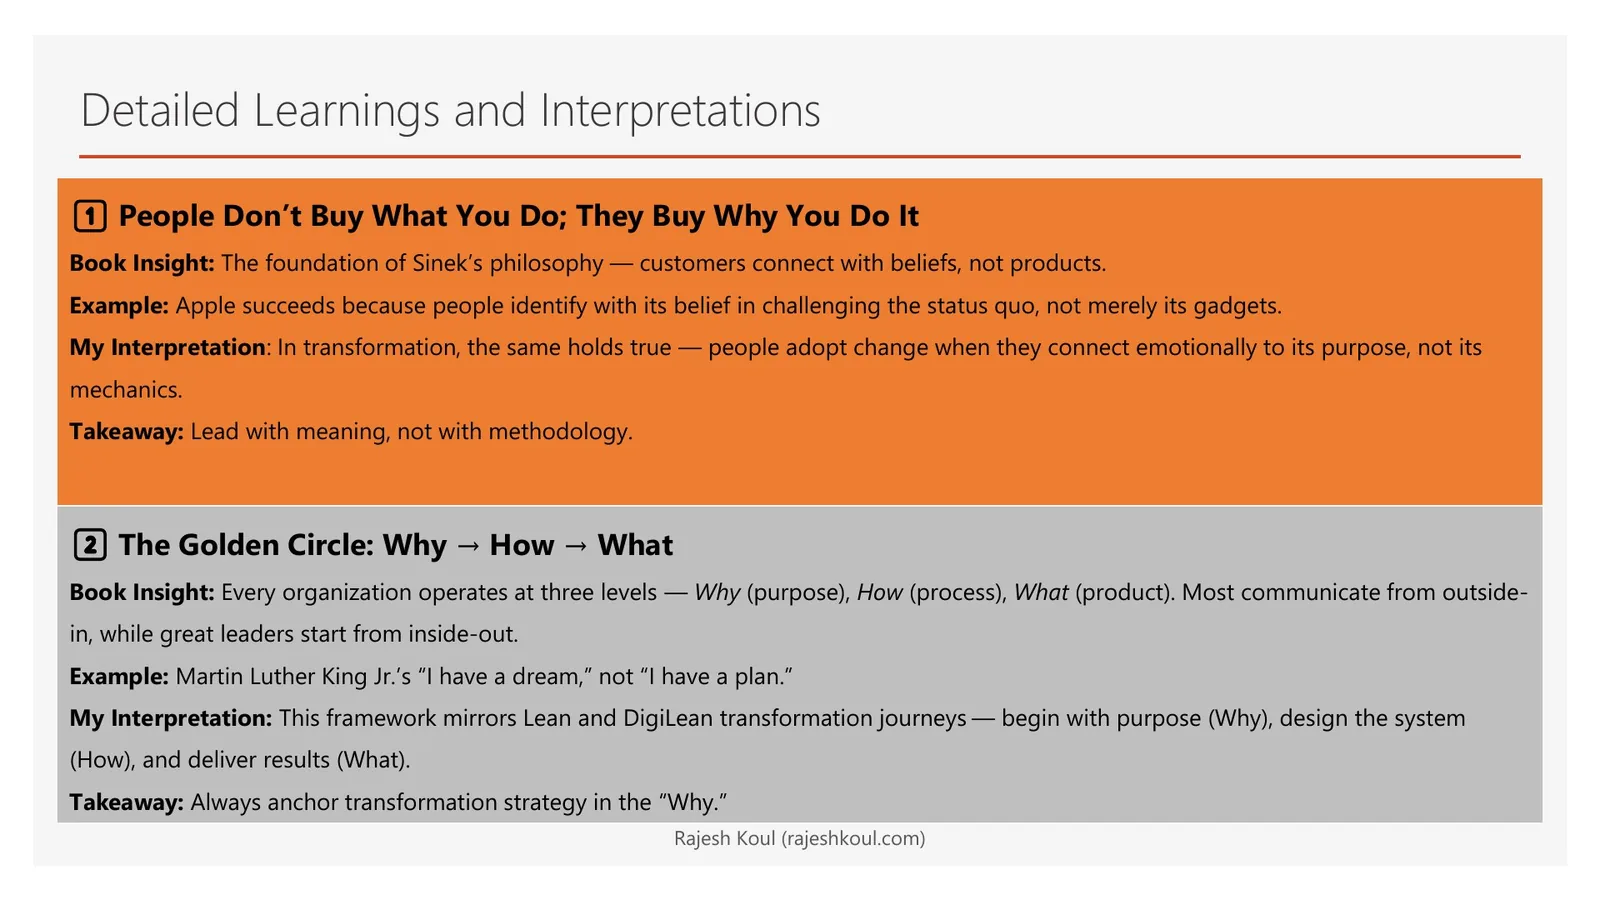 Detailed Learnings and Interpretations
1 People Don’t Buy What You Do; They Buy Why You Do It
Book Insight: The foundation of Sinek’s philosophy — customers connect with beliefs, not products.
Example: Apple succeeds because people identify with its belief in challenging the status quo, not merely its gadgets.
My Interpretation: In transformation, the same holds true — people adopt change when they connect emotionally to its purpose, not its
mechanics.
Takeaway: Lead with meaning, not with methodology.
2 The Golden Circle: Why → How → What
Book Insight: Every organization operates at three levels — Why (purpose), How (process), What (product). Most communicate from outside-
in, while great leaders start from inside-out.
Example: Martin Luther King Jr.’s “I have a dream,” not “I have a plan.”
My Interpretation: This framework mirrors Lean and DigiLean transformation journeys — begin with purpose (Why), design the system
(How), and deliver results (What).
Takeaway: Always anchor transformation strategy in the “Why.”
Rajesh Koul (rajeshkoul.com)